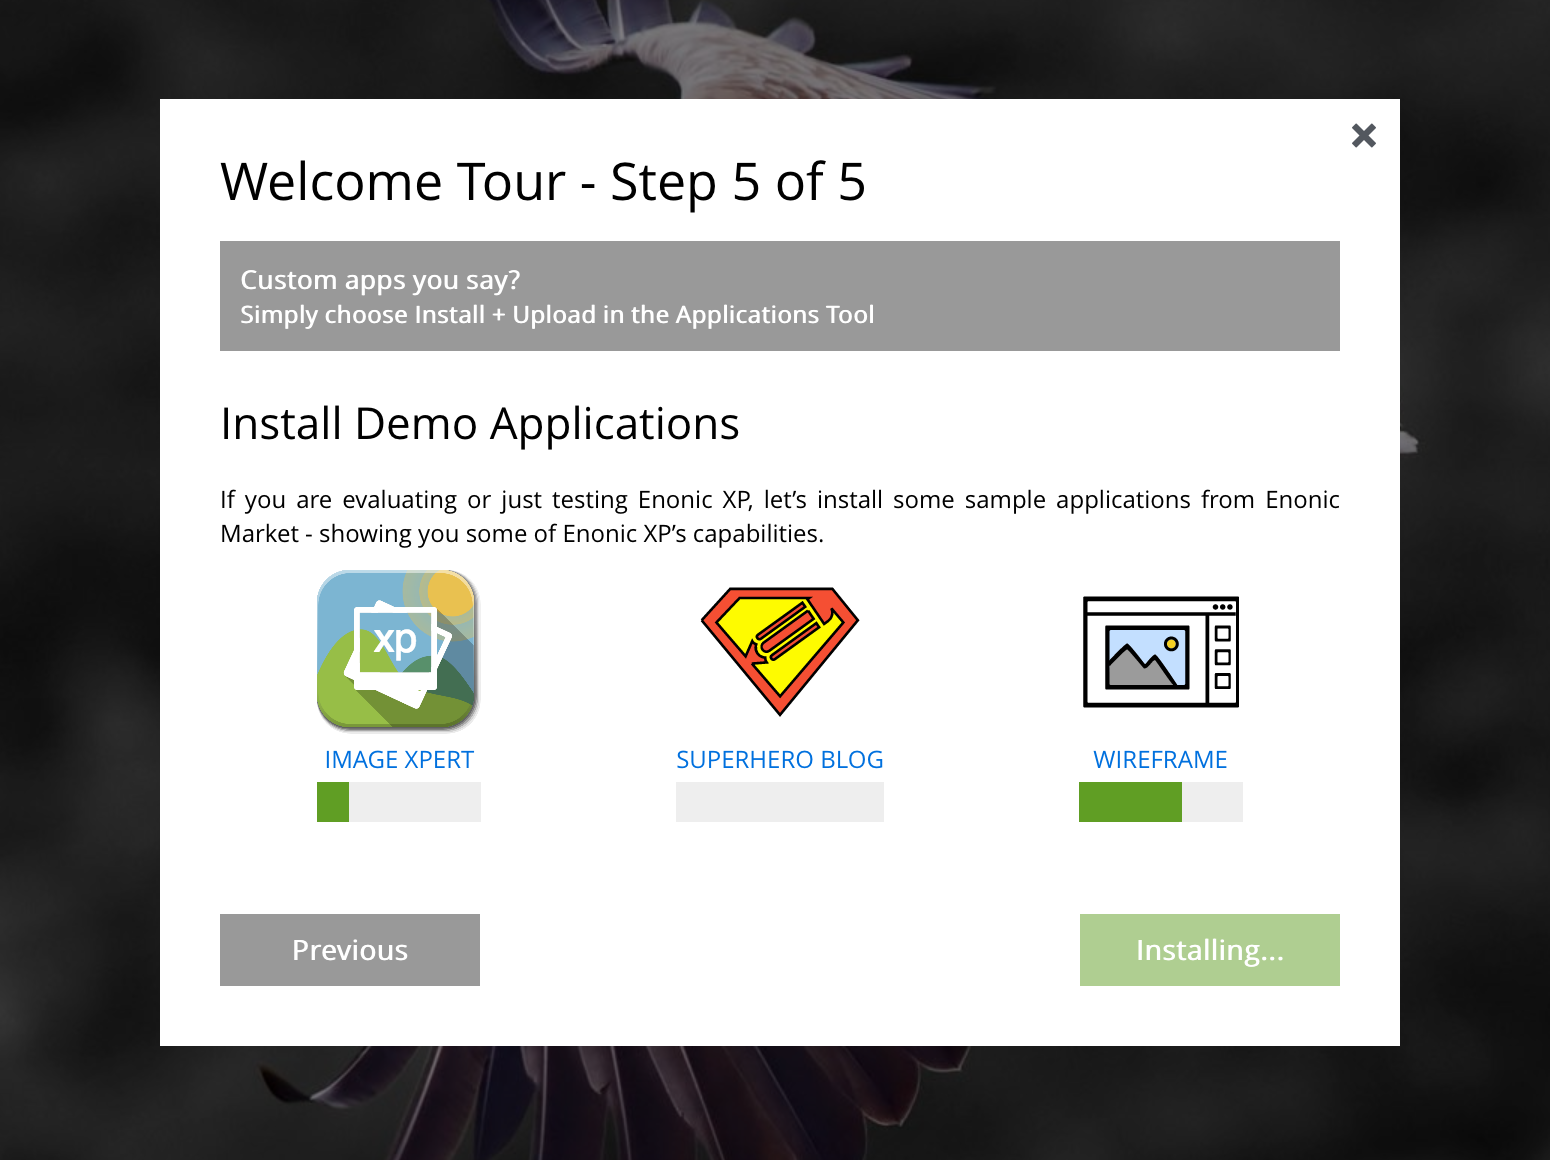 Welcome Tour - Step 5 of 5
Custom apps you say?
Simply choose Install + Upload in the Applications Tool
Install Demo Applications
If you are evaluating or just testing Enonic XP, let’s install some sample applications from Enonic
Market - showing you some of Enonic XP’s capabilities.
xp
IMAGE XPERT
SUPERHERO BLOG
WIREFRAME
Previous
Installing...